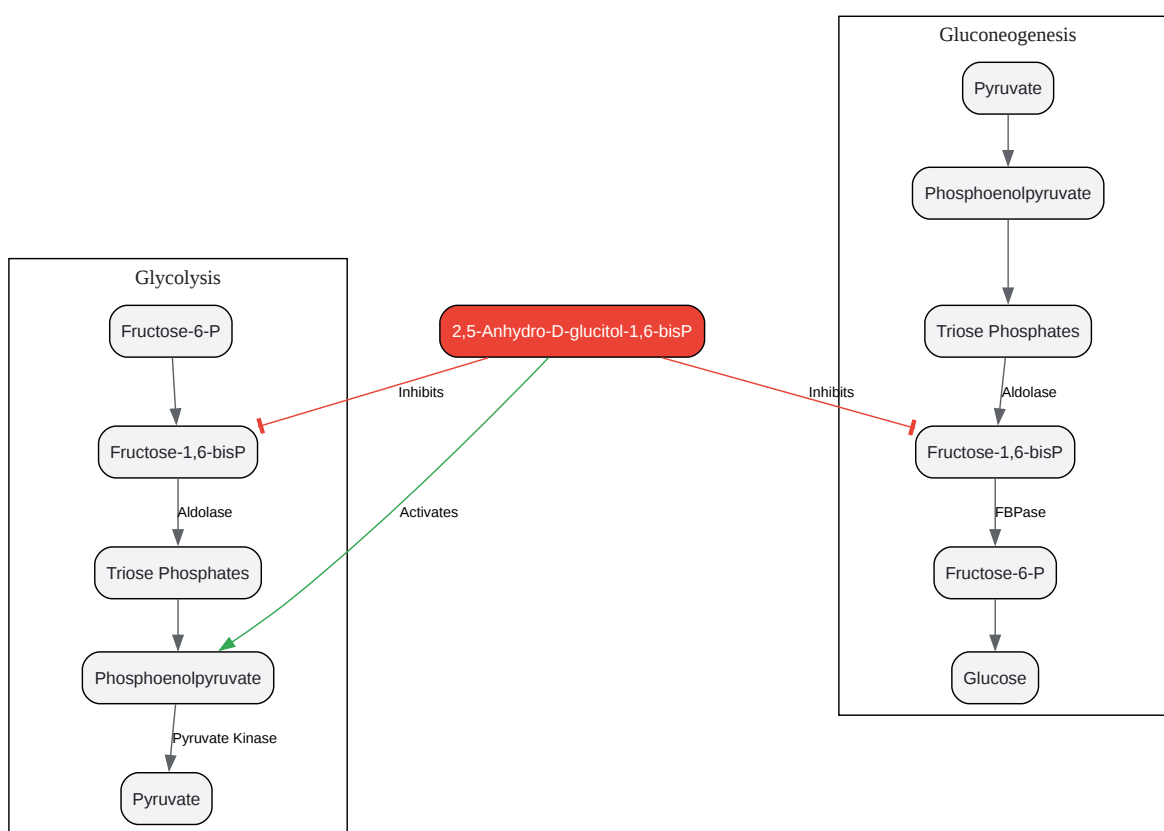 Gluconeogenesis
Pyruvate
Phosphoenolpyruvate
Triose Phosphates
Aldolase
Fructose-1,6-bisP
FBPase
Fructose-6-P
Glucose
2,5-Anhydro-D-glucitol-1,6-bisP
Inhibits
Inhibits
Activates
Glycolysis
Fructose-6-P
Fructose-1,6-bisP
Aldolase
Triose Phosphates
Phosphoenolpyruvate
Pyruvate Kinase
Pyruvate